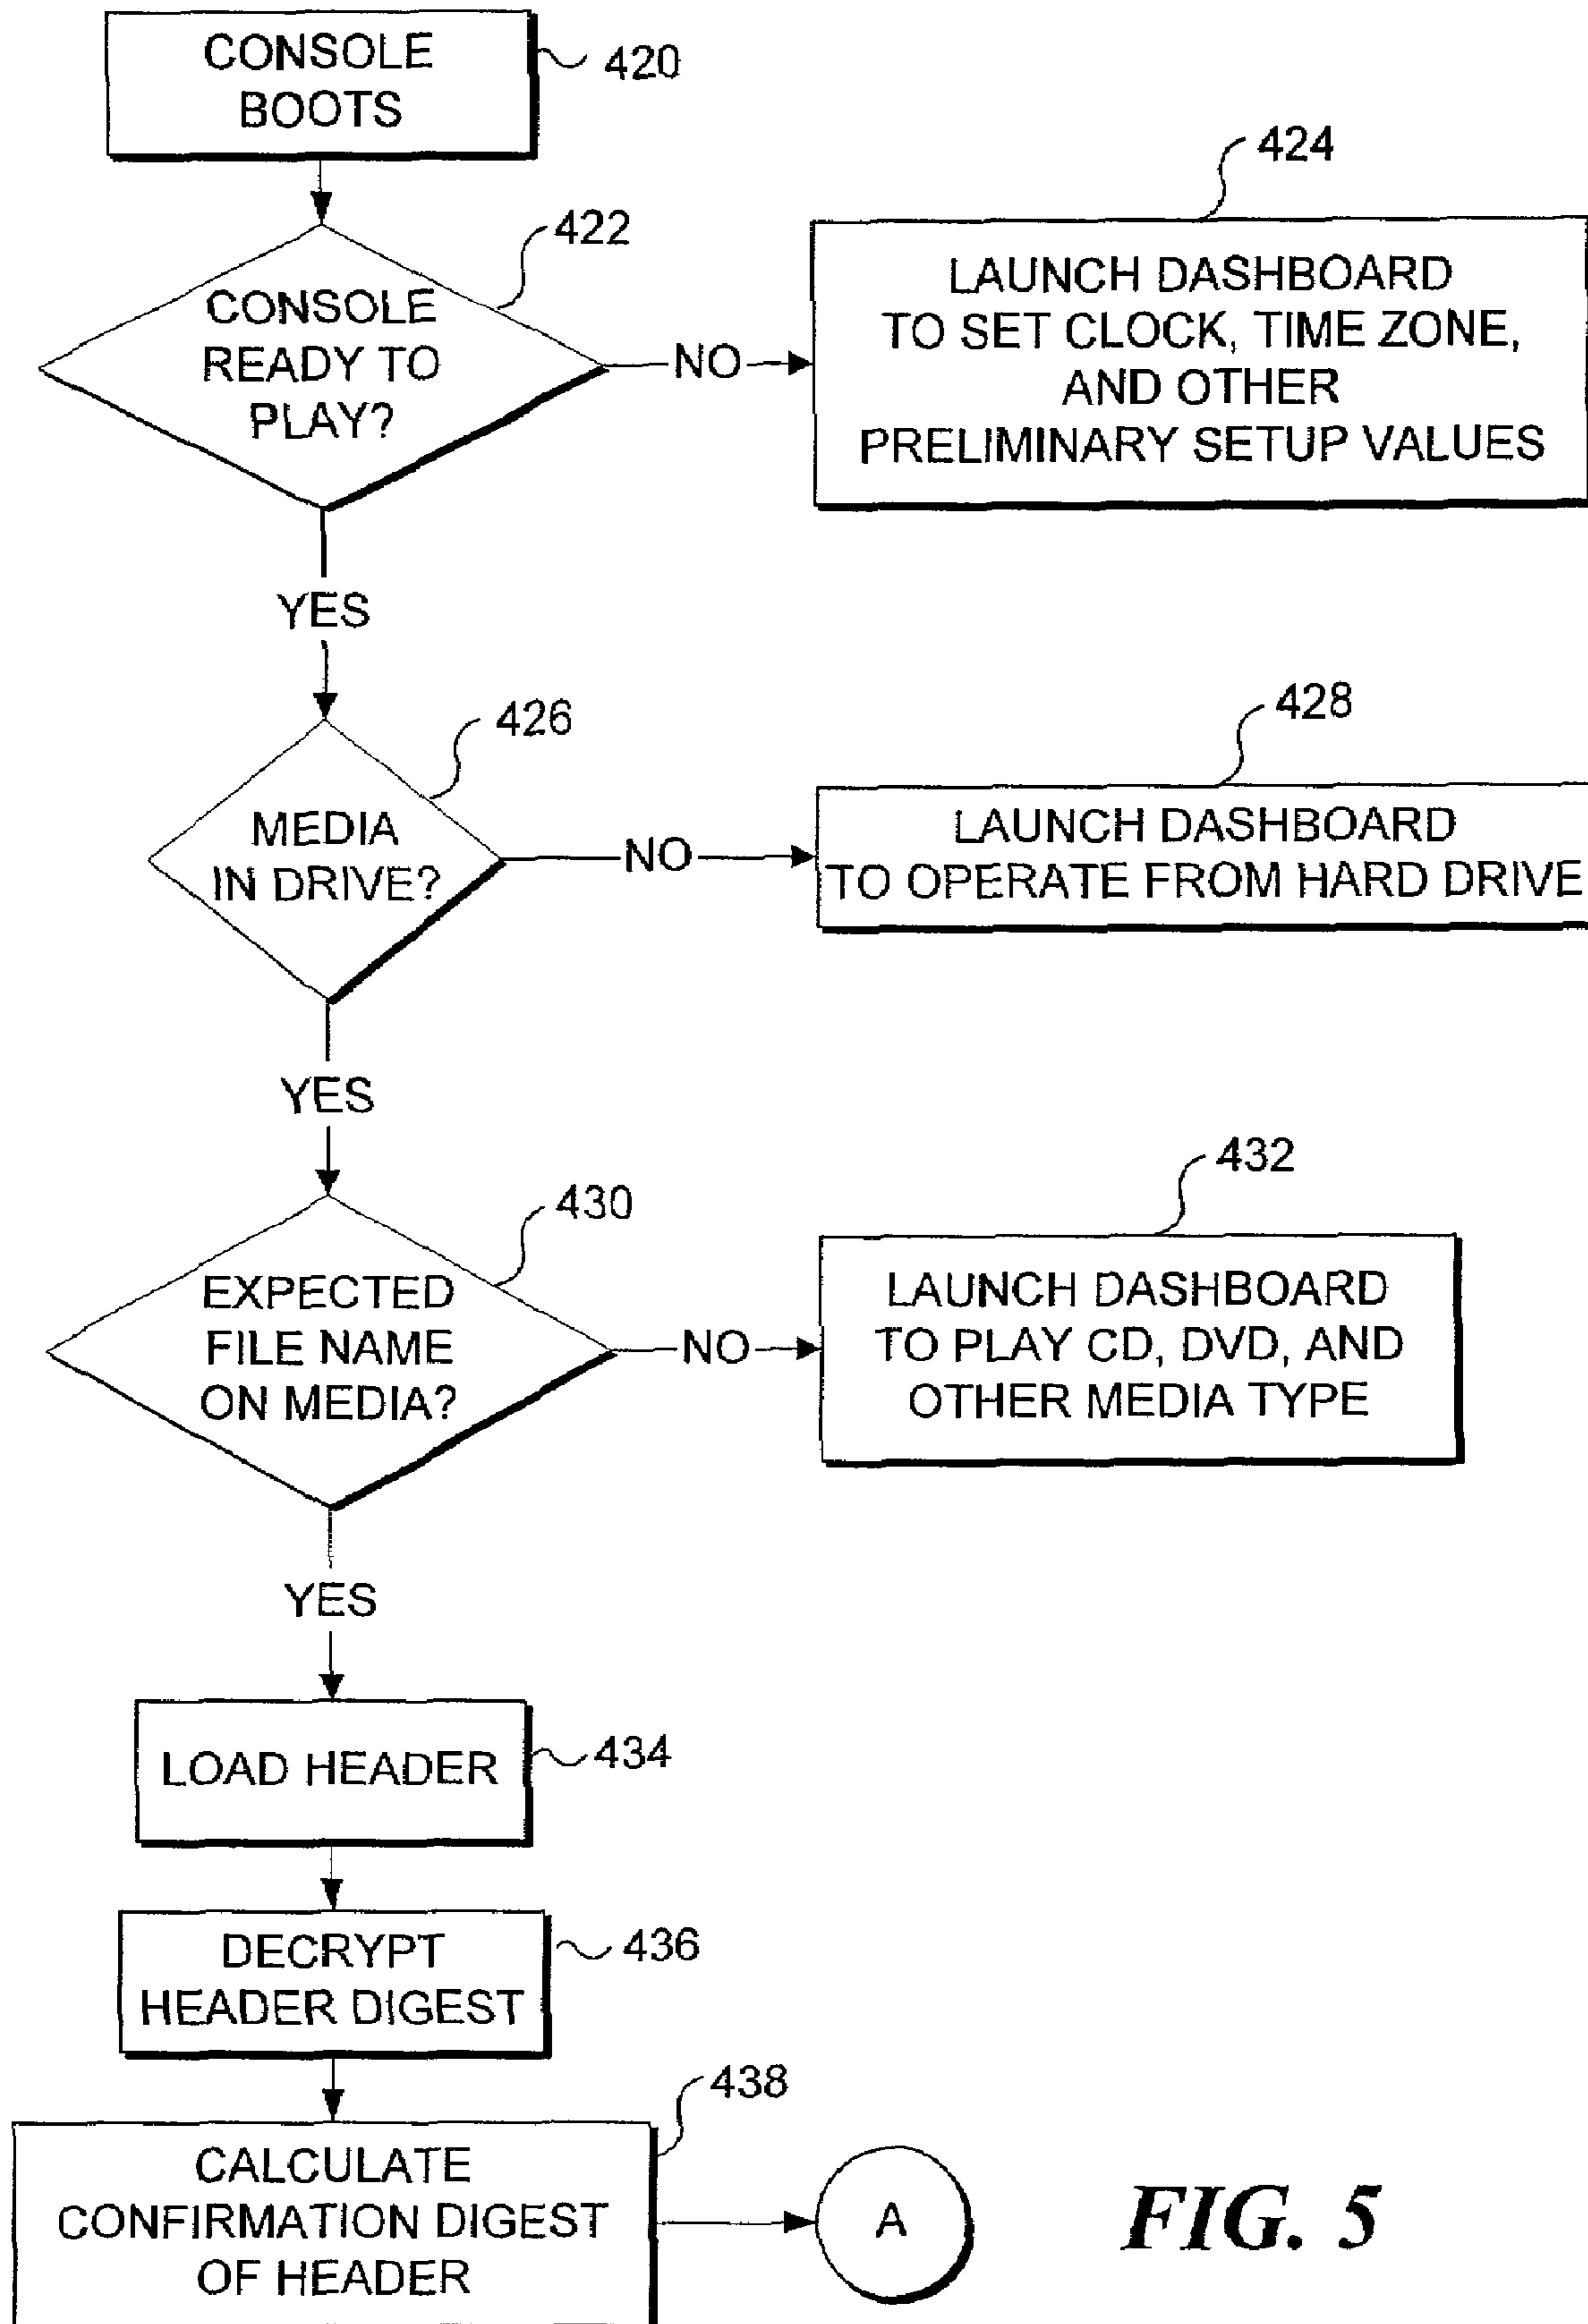 CONSOLE
BOOTS
420
424
422
CONSOLE
READY TO
PLAY?
NO
LAUNCH DASHBOARD
TO SET CLOCK, TIME ZONE,
AND OTHER
PRELIMINARY SETUP VALUES
YES
426
428
MEDIA
IN DRIVE?
NO
LAUNCH DASHBOARD
TO OPERATE FROM HARD DRIVE
YES
430
432
EXPECTED
FILE NAME
ON MEDIA?
NO
LAUNCH DASHBOARD
TO PLAY CD, DVD, AND
OTHER MEDIA TYPE
YES
LOAD HEADER
434
DECRYPT
HEADER DIGEST
436
438
CALCULATE
CONFIRMATION DIGEST
OF HEADER
A
FIG. 5